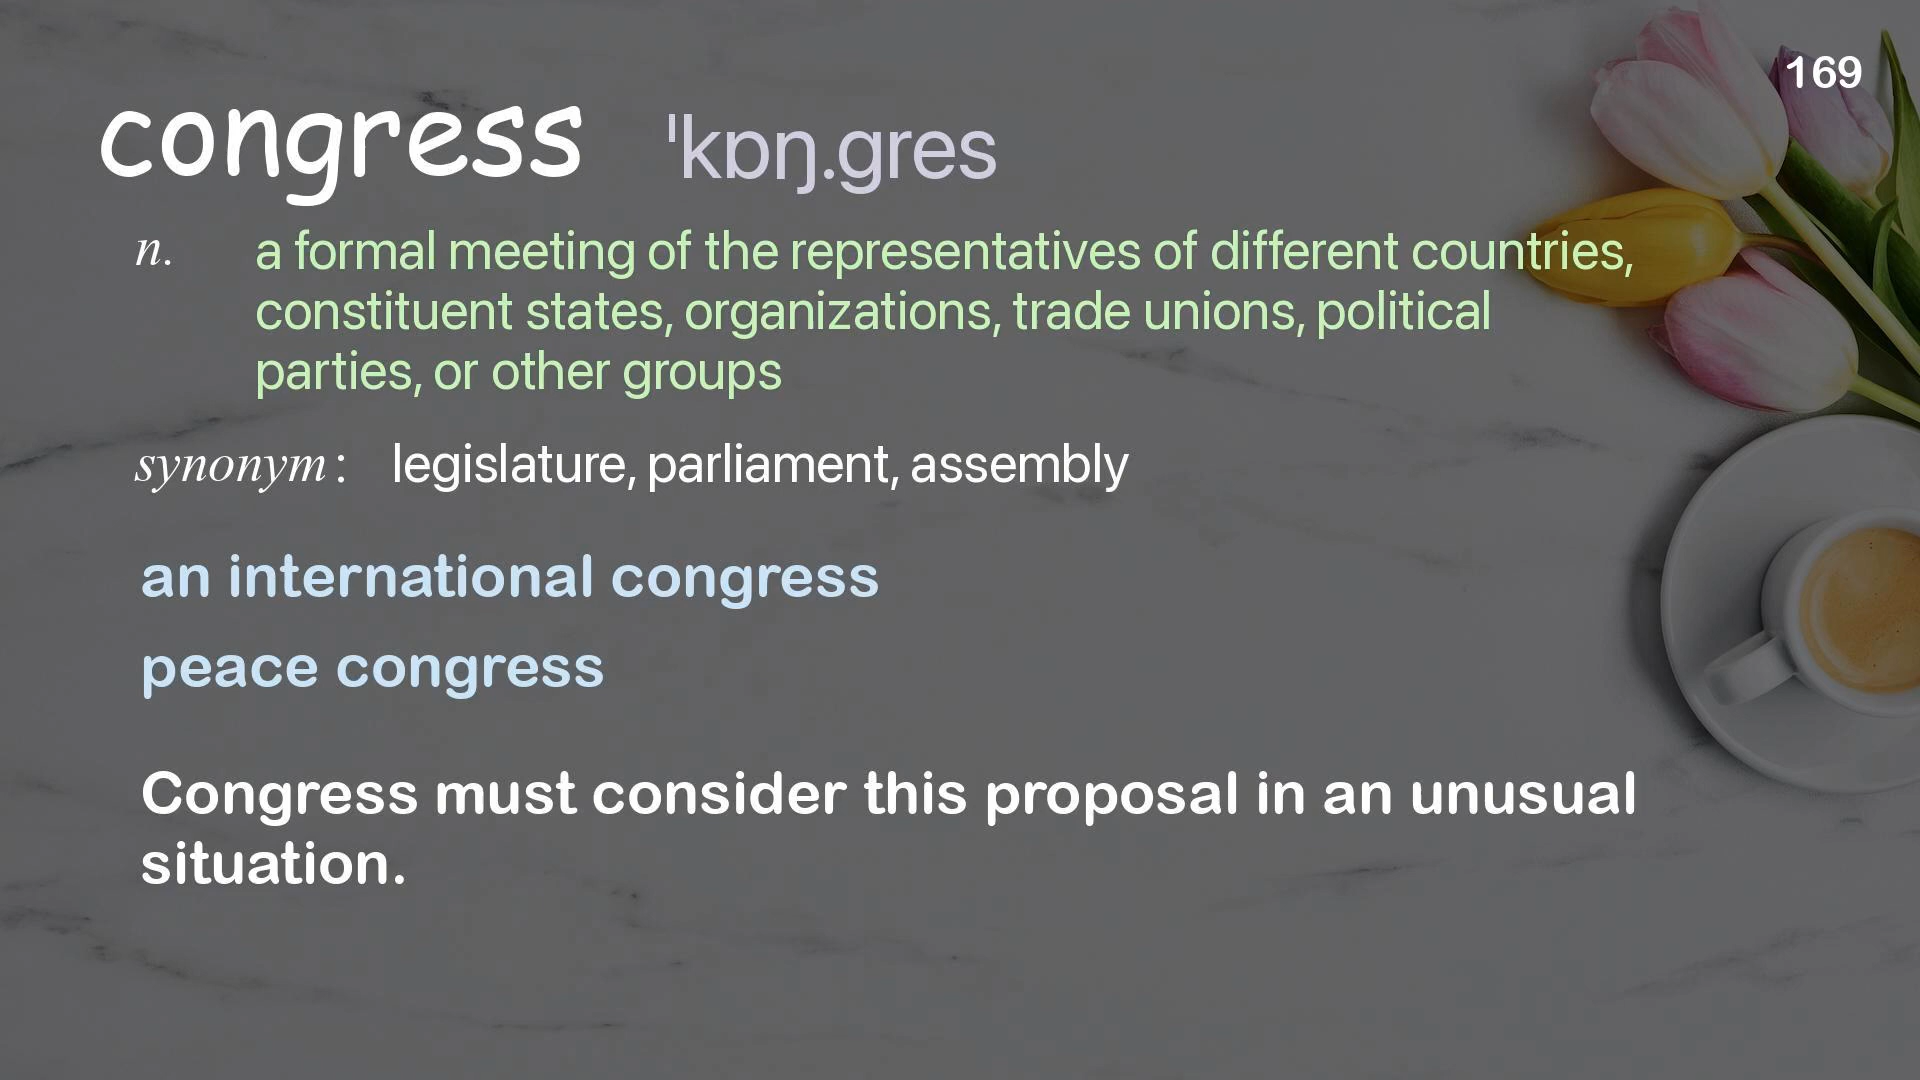 169
congress ˈkɒŋ.gres
n. a formal meeting of the representatives of different countries,
constituent states, organizations, trade unions, political
parties, or other groups
synonym: legislature, parliament, assembly
an international congress
peace congress
Congress must consider this proposal in an unusual
situation.